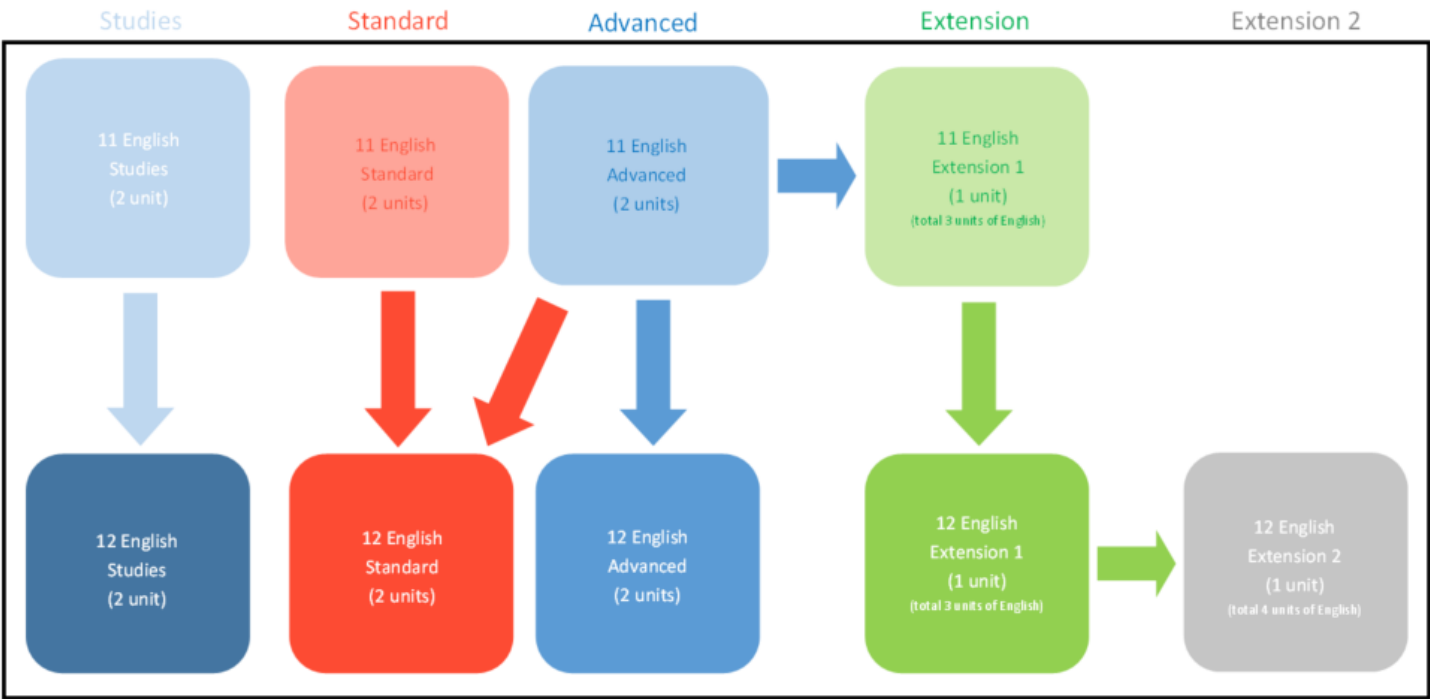 Studies
Standard
Advanced
Extension
Extension 2
11 English
Studies
(2 unit)
11 English
Standard
(2 units)
11 English
Advanced
(2 units)
11 English
Extension 1
(1 unit)
(total 3 units of English)
12 English
Studies
(2 unit)
12 English
Standard
(2 units)
12 English
Advanced
(2 units)
12 English
Extension 1
(1 unit)
(total 3 units of English)
12 English
Extension 2
(1 unit)
(total 4 units of English)